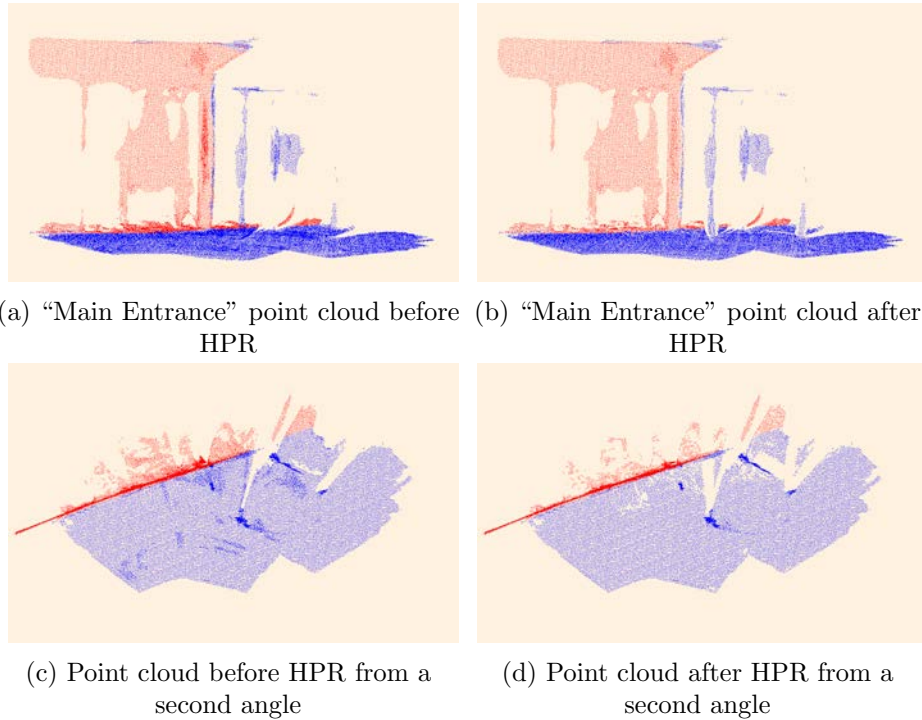 (a) “Main Entrance” point cloud before
HPR
(b) “Main Entrance” point cloud after
HPR
(c) Point cloud before HPR from a
second angle
(d) Point cloud after HPR from a
second angle